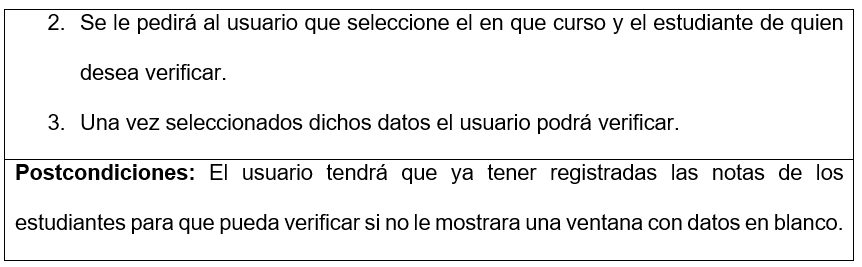 2. Se le pedirá al usuario que seleccione el en que curso y el estudiante de quien
desea verificar.
3. Una vez seleccionados dichos datos el usuario podrá verificar.
Postcondiciones: El usuario tendrá que ya tener registradas las notas de los
estudiantes para que pueda verificar si no le mostrara una ventana con datos en blanco.